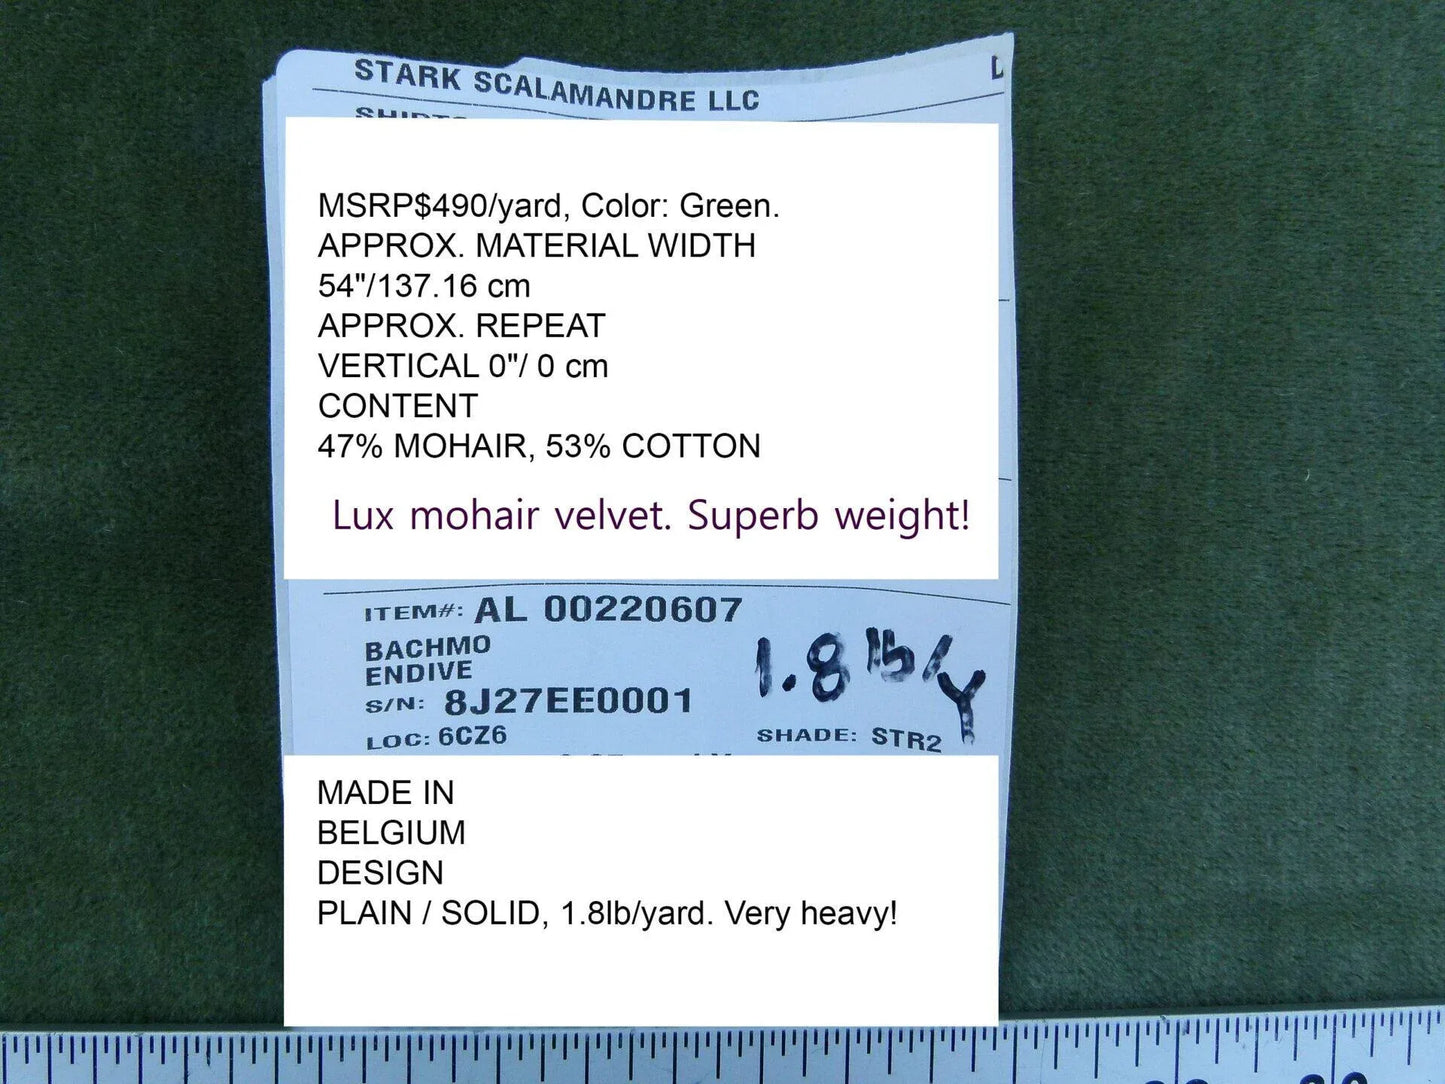 STARK SCALAMANDRE LLC
MSRP$490/yard, Color: Green.
APPROX. MATERIAL WIDTH
54"/137.16 cm
APPROX. REPEAT
VERTICAL 0"/ 0 cm
CONTENT
47% MOHAIR, 53% COTTON
Lux mohair velvet. Superb weight!
ITEM#: AL 00220607
BACHMO
ENDIVE
1.8 lb/Y
S/N: 8J27EE0001
LOC: 6CZ6 SHADE: STR2
MADE IN
BELGIUM
DESIGN
PLAIN / SOLID, 1.8lb/yard. Very heavy!